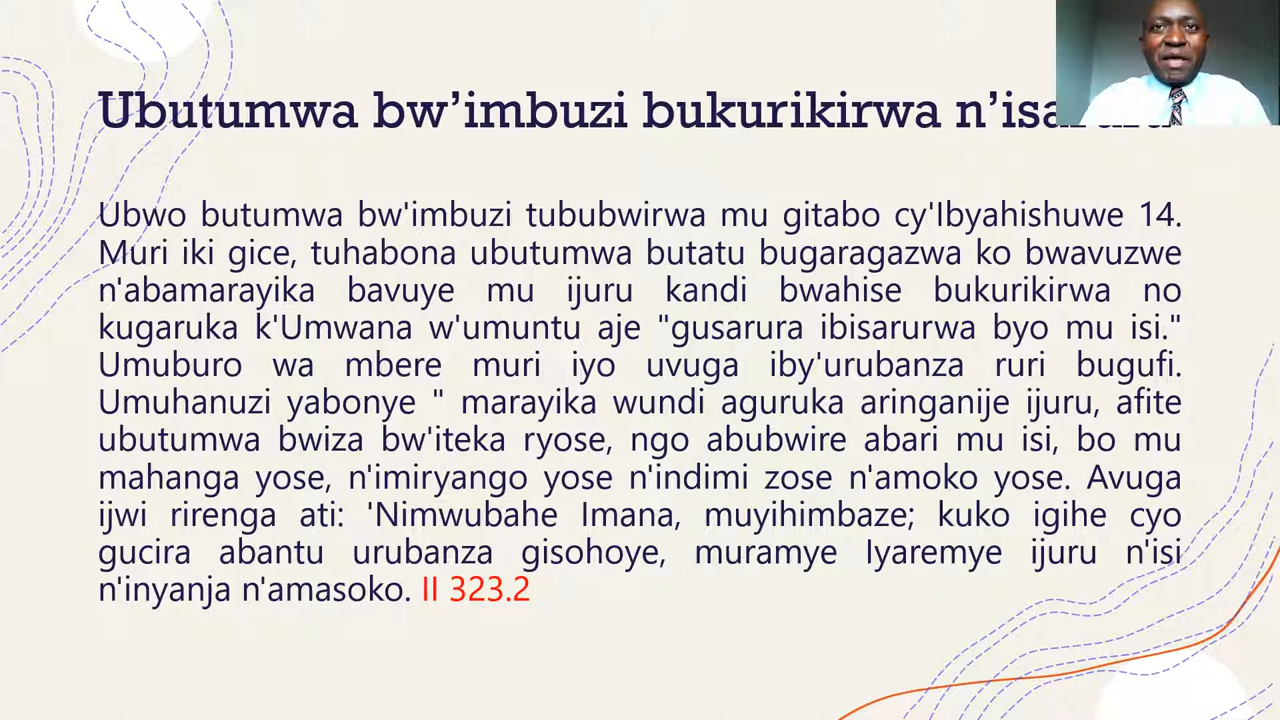 Ubutumwa bw’imbuzi bukurikirwa
Ubwo butumwa bw'imbuzi tububwirwa mu gitabo cy'Ibyahishuwe 14.
Muri iki gice, tuhabona ubutumwa butatu bugaragazwa ko bwavuzwe
n'abamarayika bavuye mu ijuru kandi bwahise bukurikirwa no
kugaruka k'Umwana w'umuntu aje "gusarura ibisarurwa byo mu isi."
Umuburo wa mbere muri iyo uvuga iby'urubanza ruri bugufi.
Umuhanuzi yabonye " marayika wundi aguruka aringanije ijuru, afite
ubutumwa bwiza bw'iteka ryose, ngo abubwire abari mu isi, bo mu
mahanga yose, n'imiryango yose n'indimi zose n'amoko yose. Avuga
ijwi rirenga ati: 'Nimwubahe Imana, muyihimbaze; kuko igihe cyo
gucira abantu urubanza gisohoye, muramye Iyaremye ijuru n'isi
n'inyanja n'amasoko. II 323.2